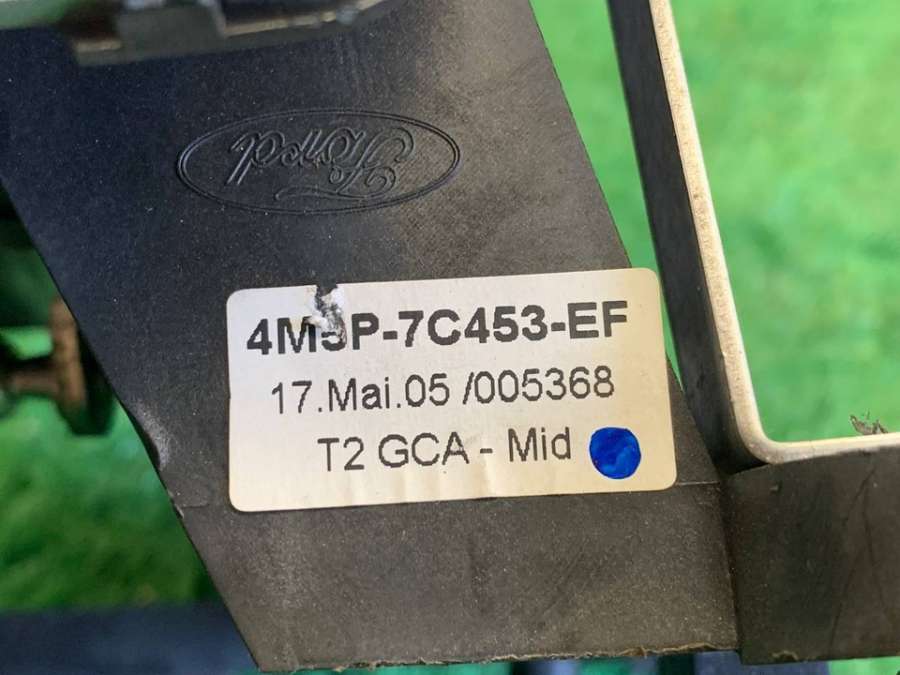 Ford
4M5P-7C453-EF
17.Mai.05 /005368
T2 GCA - Mid